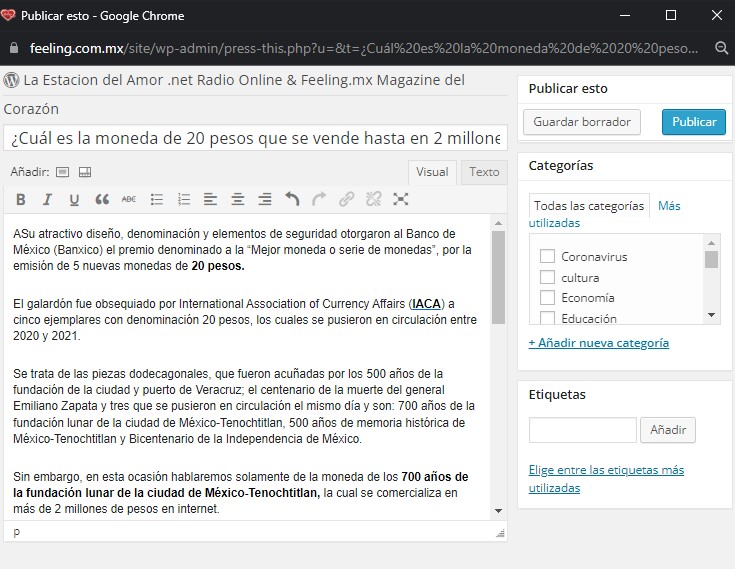 Publicar esto - Google Chrome
feeling.com.mx/site/wp-admin/press-this.php?u=&t=¿Cuál%20es%20la%20moneda%20de%2020%20peso...
La Estacion del Amor .net Radio Online & Feeling.mx Magazine del
Corazón
¿Cuál es la moneda de 20 pesos que se vende hasta en 2 millone
Añadir:
Visual
Texto
B I U ABC
ASu atractivo diseño, denominación y elementos de seguridad otorgaron al Banco de
México (Banxico) el premio denominado a la “Mejor moneda o serie de monedas”, por la
emisión de 5 nuevas monedas de 20 pesos.
El galardón fue obsequiado por International Association of Currency Affairs (IACA) a
cinco ejemplares con denominación 20 pesos, los cuales se pusieron en circulación entre
2020 y 2021.
Se trata de las piezas dodecagonales, que fueron acuñadas por los 500 años de la
fundación de la ciudad y puerto de Veracruz; el centenario de la muerte del general
Emiliano Zapata y tres que se pusieron en circulación el mismo día y son: 700 años de la
fundación lunar de la ciudad de México-Tenochtitlan, 500 años de memoria histórica de
México-Tenochtitlan y Bicentenario de la Independencia de México.
Sin embargo, en esta ocasión hablaremos solamente de la moneda de los 700 años de
la fundación lunar de la ciudad de México-Tenochtitlan, la cual se comercializa en
más de 2 millones de pesos en internet.
p
Publicar esto
Guardar borrador
Publicar
Categorías
Todas las categorías
Más
utilizadas
Coronavirus
cultura
Economía
Educación
+ Añadir nueva categoría
Etiquetas
Añadir
Elige entre las etiquetas más
utilizadas